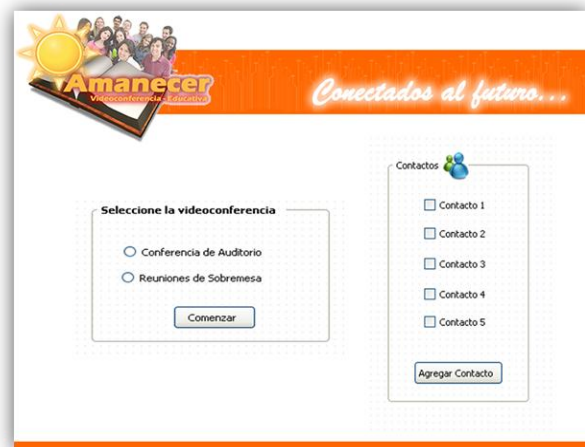 Amanecer
Videoconferencia - Educativa
Conectados al futuro...
Seleccione la videoconferencia
Conferencia de Auditorio
Reuniones de Sobremesa
Comenzar
Contactos
Contacto 1
Contacto 2
Contacto 3
Contacto 4
Contacto 5
Agregar Contacto